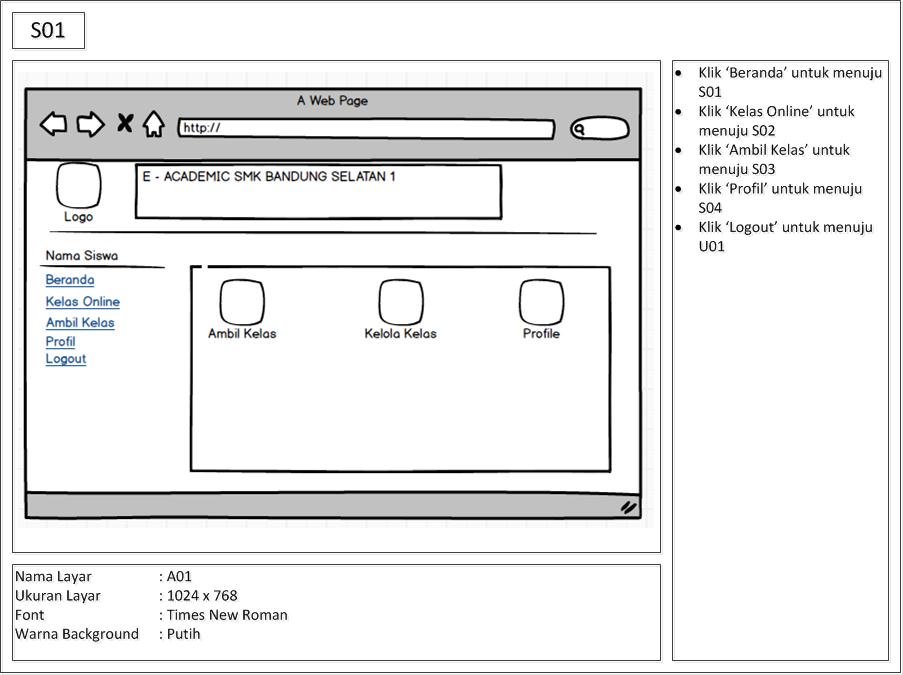 S01
A Web Page
http://
Logo
E - ACADEMIC SMK BANDUNG SELATAN 1
Nama Siswa
Beranda
Kelas Online
Ambil Kelas
Profil
Logout
Ambil Kelas
Kelola Kelas
Profile
• Klik ‘Beranda’ untuk menuju
S01
• Klik ‘Kelas Online’ untuk
menuju S02
• Klik ‘Ambil Kelas’ untuk
menuju S03
• Klik ‘Profil’ untuk menuju
S04
• Klik ‘Logout’ untuk menuju
U01
Nama Layar : A01
Ukuran Layar : 1024 x 768
Font : Times New Roman
Warna Background : Putih